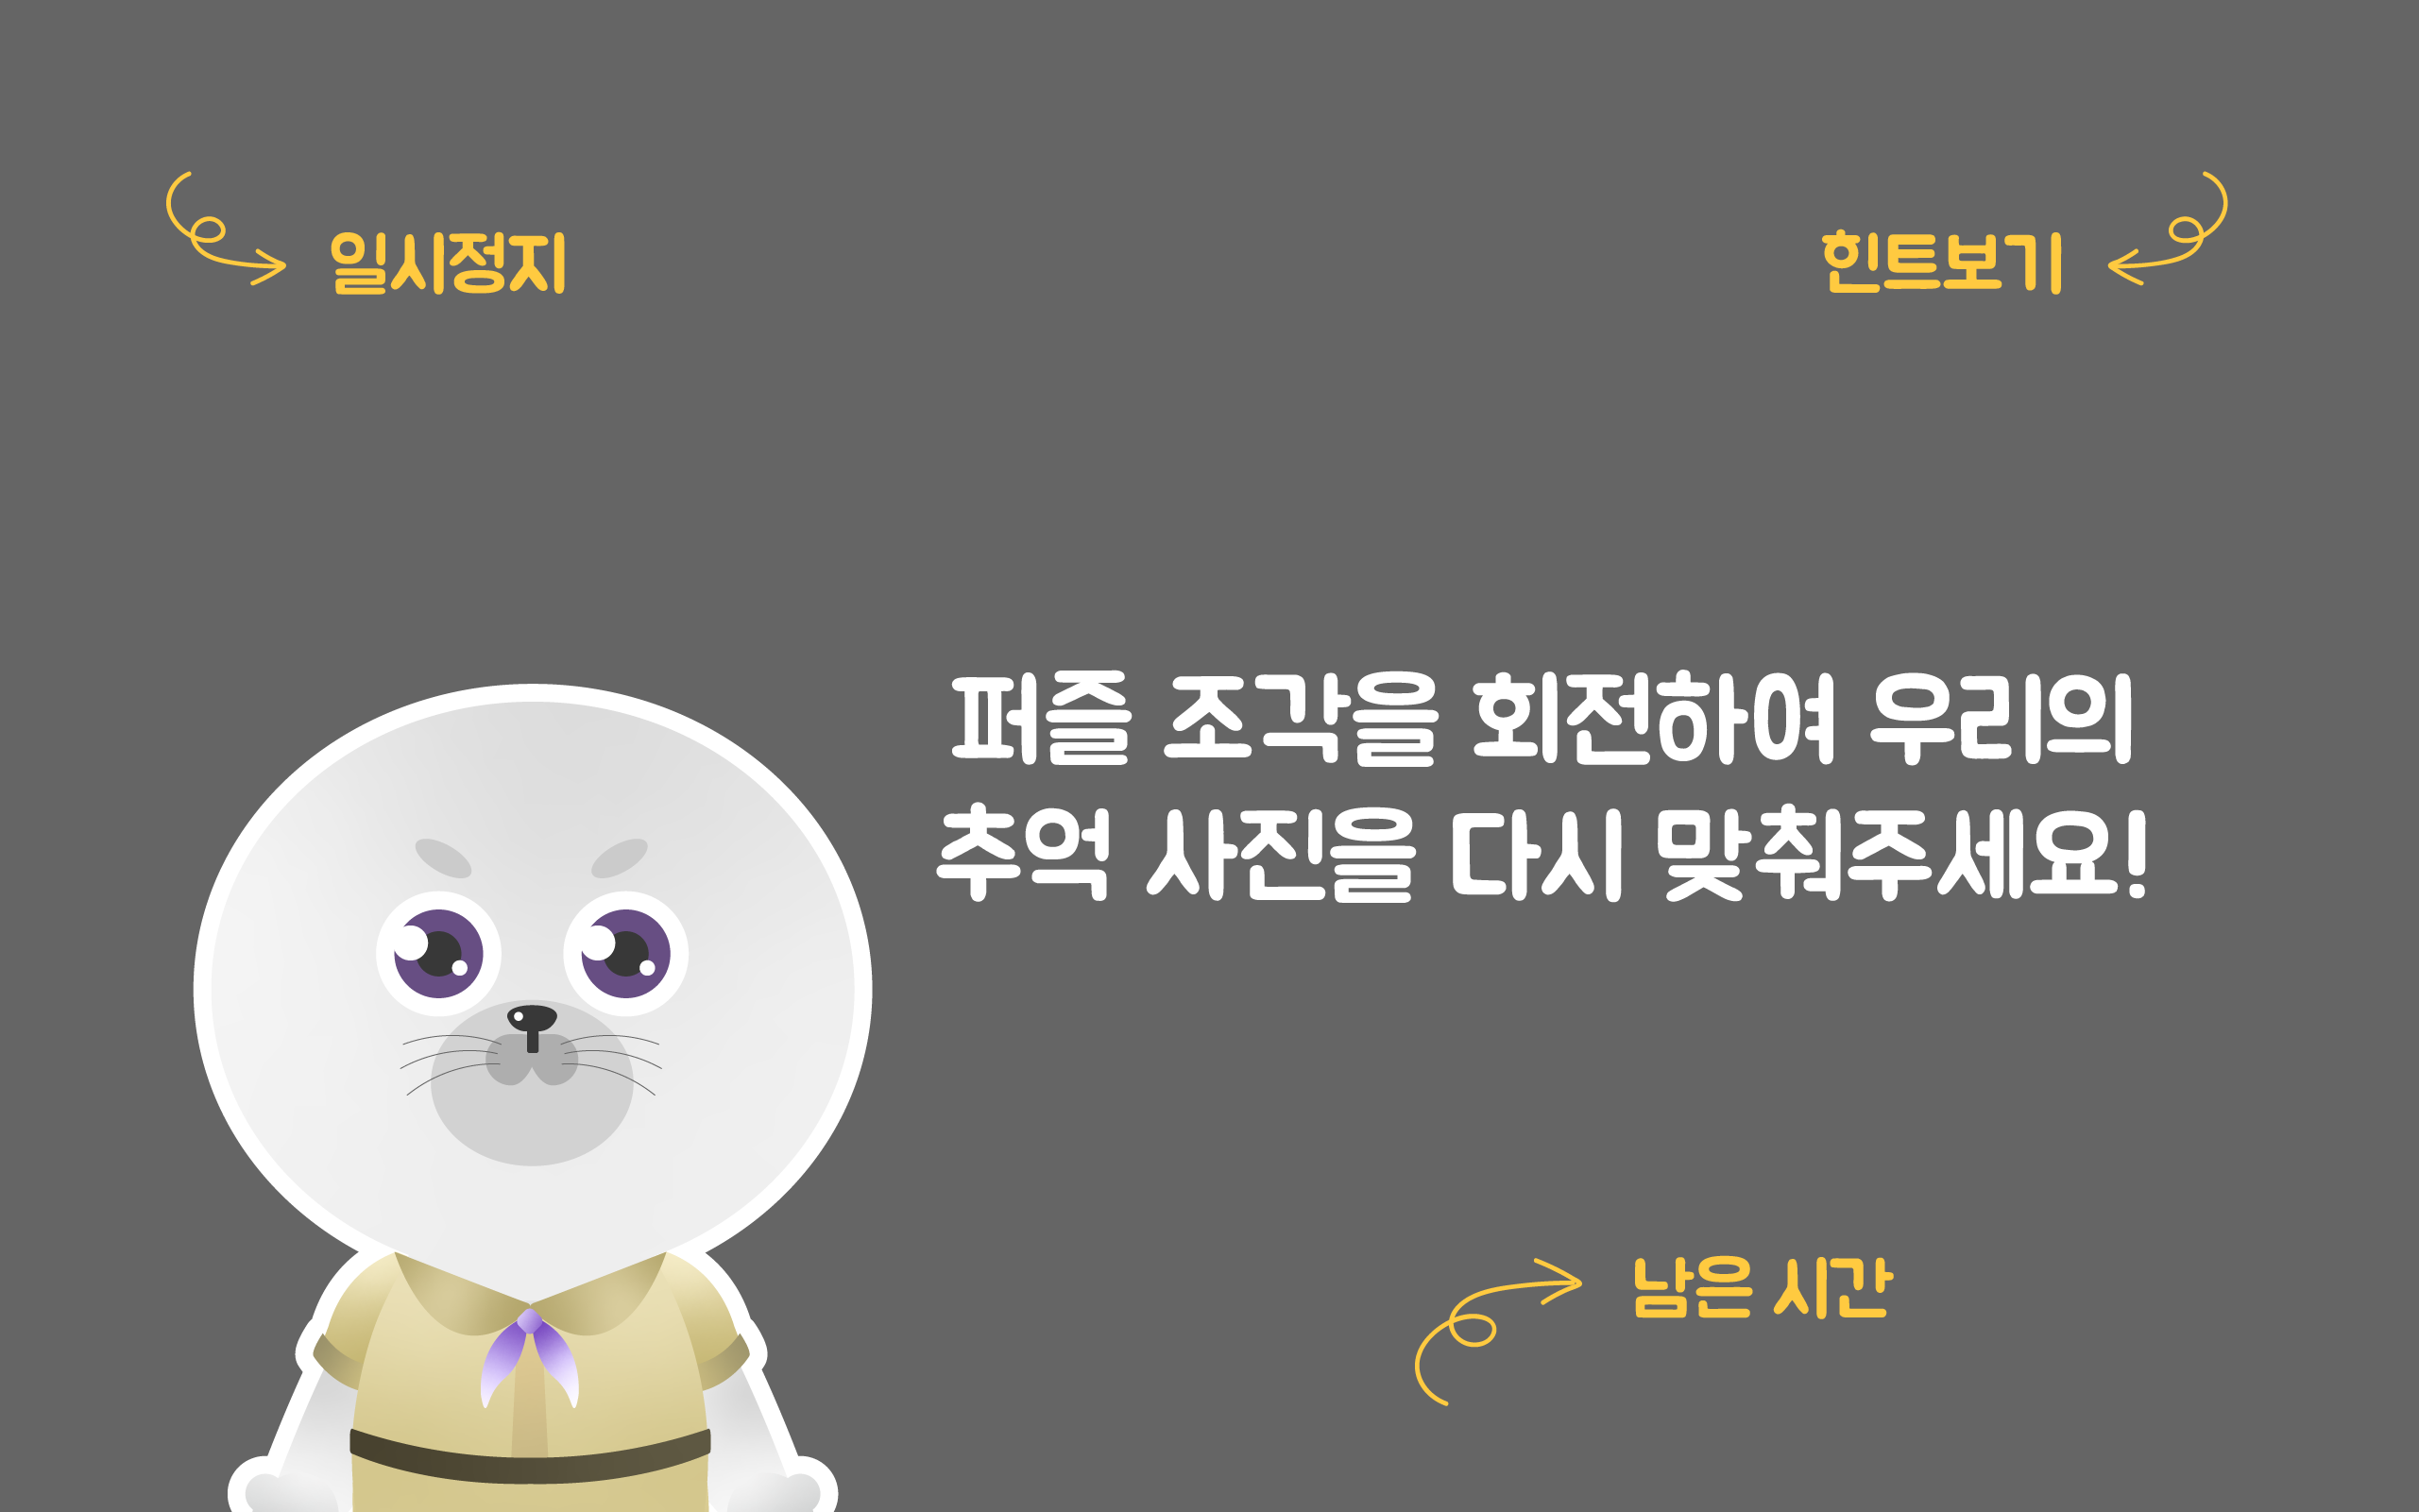 일시정지
힌트보기
퍼즐 조각을 회전하여 우리의
추억 사진을 다시 맞춰주세요!
남은 시간